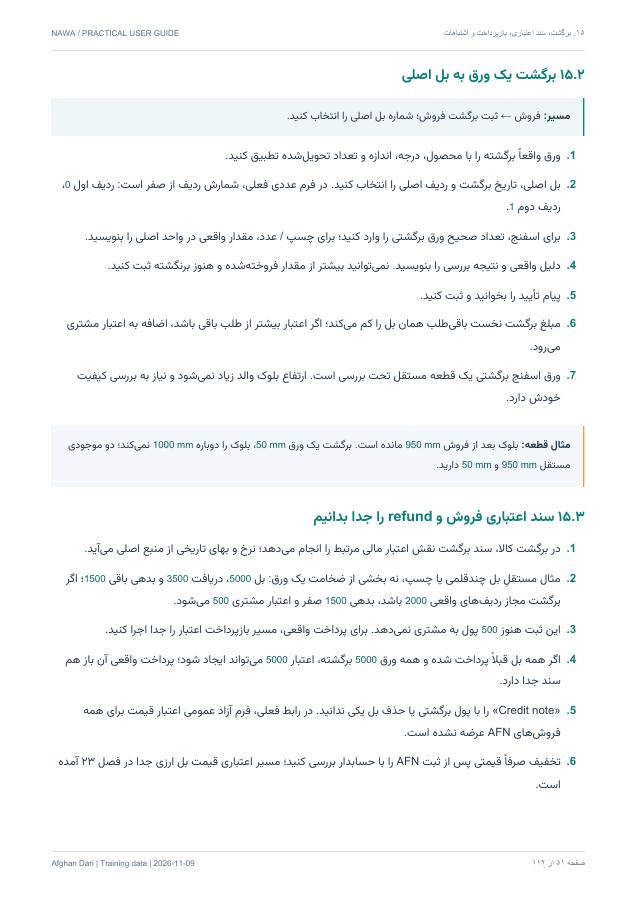 ۱۵. برگشت، سند اعتباری، بازپرداخت و اشتباهات
NAWA / PRACTICAL USER GUIDE
۱۵.۲ برگشت یک ورق به بل اصلی
مسیر: فروش ← ثبت برگشت فروش؛ شماره بل اصلی را انتخاب کنید.
1. ورق واقعاً برگشته را با محصول، درجه، اندازه و تعداد تحویل‌شده تطبیق کنید.
2. بل اصلی، تاریخ برگشت و ردیف اصلی را انتخاب کنید. در فرم عددی فعلی، شمارش ردیف از صفر است: ردیف اول 0،
ردیف دوم 1.
3. برای اسفنج، تعداد صحیح ورق برگشتی را وارد کنید؛ برای چسپ / عدد، مقدار واقعی در واحد اصلی را بنویسید.
4. دلیل واقعی و نتیجه بررسی را بنویسید. نمی‌توانید بیشتر از مقدار فروخته‌شده و هنوز برنگشته ثبت کنید.
5. پیام تأیید را بخوانید و ثبت کنید.
6. مبلغ برگشت نخست باقی‌طلب همان بل را کم می‌کند؛ اگر اعتبار بیشتر از طلب باقی باشد، اضافه به اعتبار مشتری
می‌رود.
7. ورق اسفنج برگشتی یک قطعه مستقل تحت بررسی است. ارتفاع بلوک والد زیاد نمی‌شود و نیاز به بررسی کیفیت
خودش دارد.
مثال قطعه: بلوک بعد از فروش 950 mm مانده است. برگشت یک ورق 50 mm، بلوک را دوباره 1000 mm نمی‌کند؛ دو موجودی
مستقل 950 mm و 50 mm دارید.
۱۵.۳ سند اعتباری فروش و refund را جدا بدانیم
1. در برگشت کالا، سند برگشت نقش اعتبار مالی مرتبط را انجام می‌دهد؛ نرخ و بهای تاریخی از منبع اصلی می‌آید.
2. مثال مستقلِ بل چندقلمی یا چسپ، نه بخشی از ضخامت یک ورق: بل 5000، دریافت 3500 و بدهی باقی 1500؛ اگر
برگشت مجاز ردیف‌های واقعی 2000 باشد، بدهی 1500 صفر و اعتبار مشتری 500 می‌شود.
3. این ثبت هنوز 500 پول به مشتری نمی‌دهد. برای پرداخت واقعی، مسیر بازپرداخت اعتبار را جدا اجرا کنید.
4. اگر همه بل قبلاً پرداخت شده و همه ورق 5000 برگشته، اعتبار 5000 می‌تواند ایجاد شود؛ پرداخت واقعی آن باز هم
سند جدا دارد.
5. «Credit note» را با پول برگشتی یا حذف بل یکی ندانید. در رابط فعلی، فرم آزاد عمومی اعتبار قیمت برای همه
فروش‌های AFN عرضه نشده است.
6. تخفیف صرفاً قیمتی پس از ثبت AFN را با حسابدار بررسی کنید؛ مسیر اعتباری قیمت بل ارزی جدا در فصل ۲۳ آمده
است.
صفحه ۵۱ از ۱۱۲
Afghan Dari | Training data | 2026-11-09